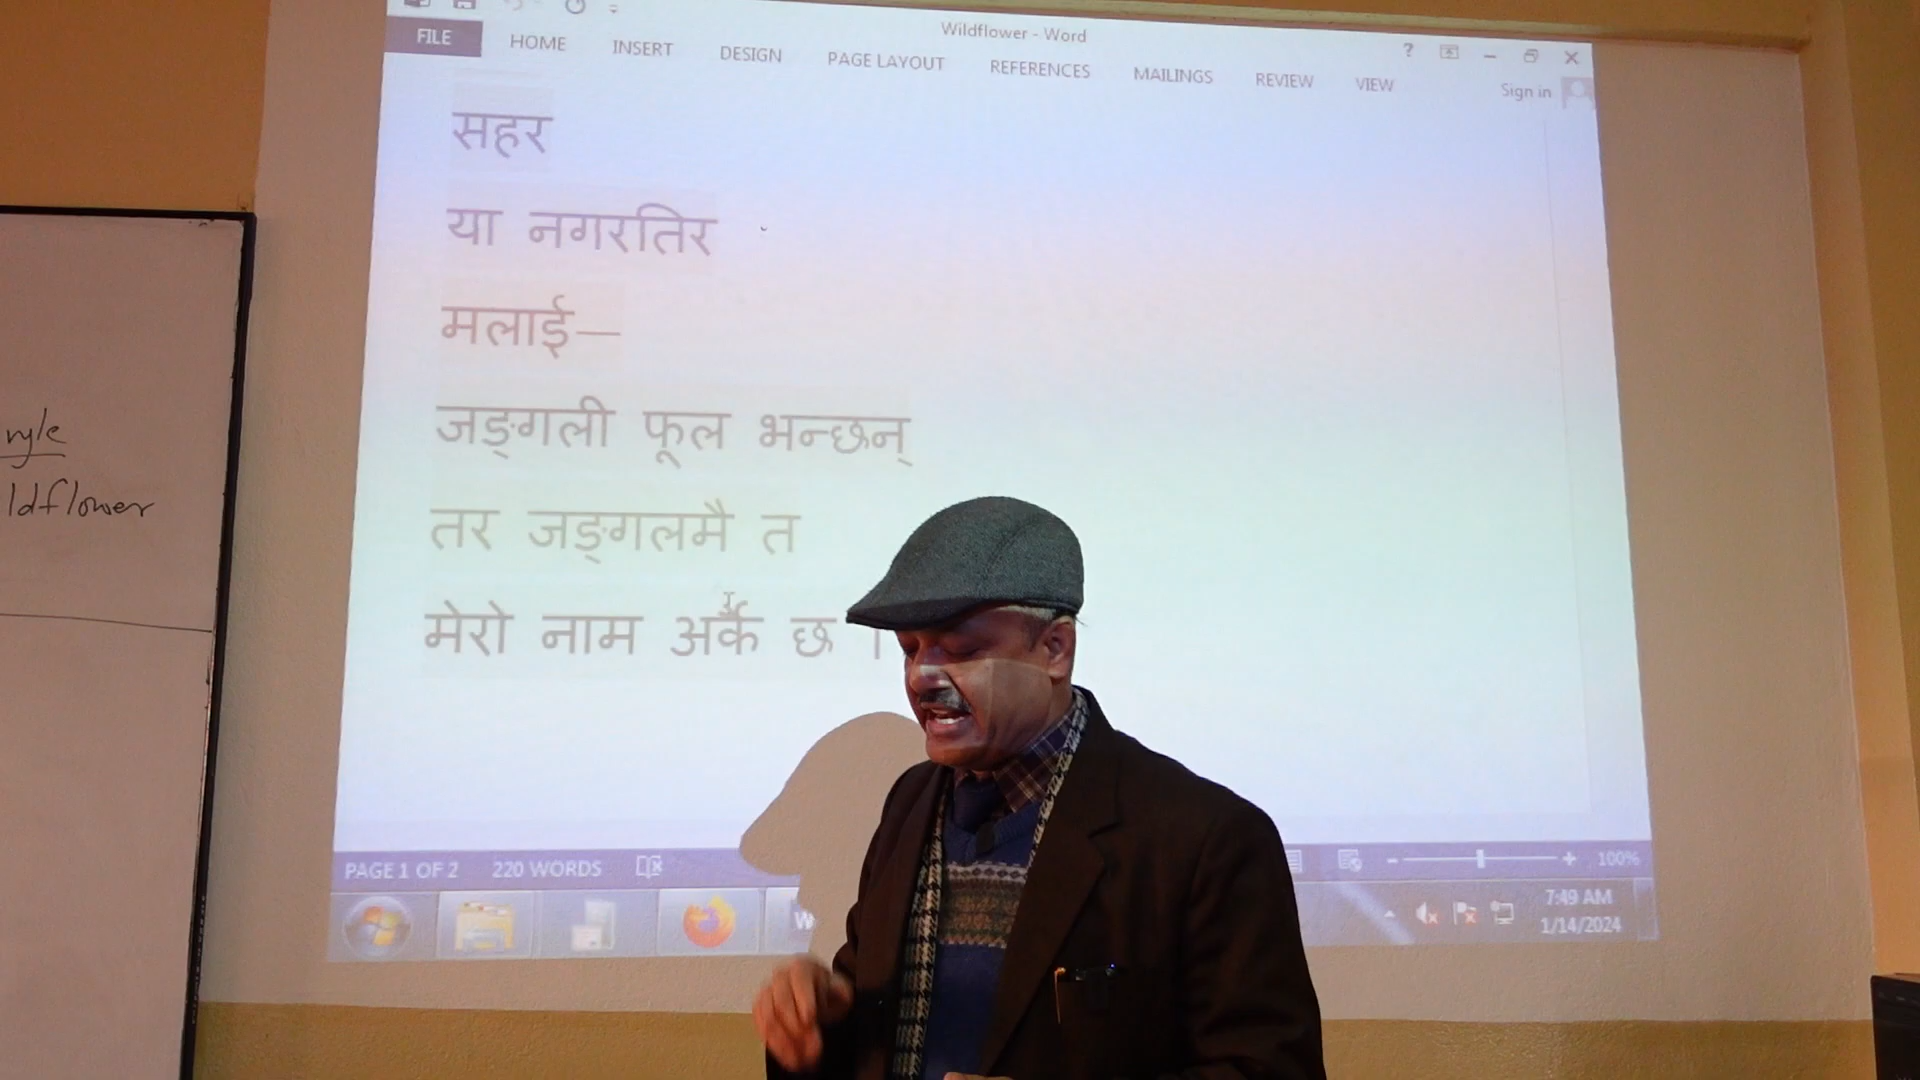 Wildflower - Word
FILE HOME INSERT DESIGN PAGE LAYOUT REFERENCES MAILINGS REVIEW VIEW
Sign in
सहर
या नगरतिर
मलाई—
जङ्गली फूल भन्छन्
तर जङ्गलमै त
मेरो नाम अर्कै छ ।
ryle
ldflower
PAGE 1 OF 2 220 WORDS
100%
7:49 AM
1/14/2024